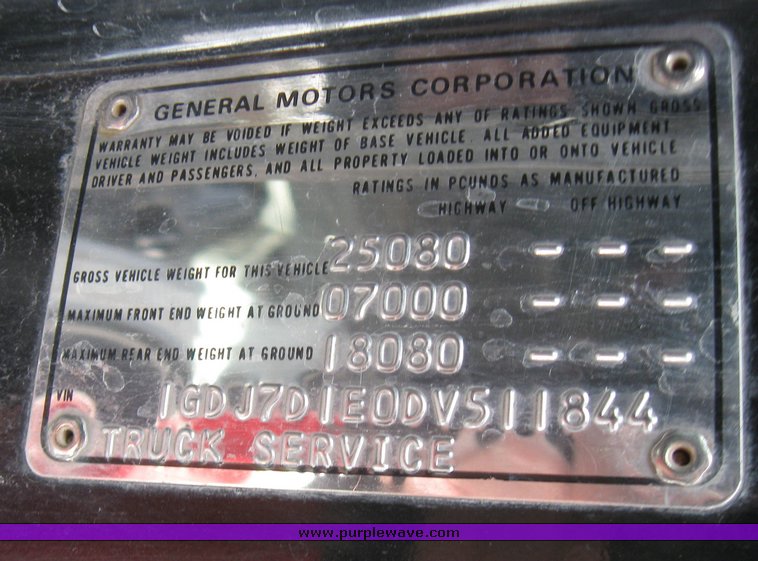 GENERAL MOTORS CORPORATION
WARRANTY MAY BE VOIDED IF WEIGHT EXCEEDS ANY OF RATINGS SHOWN GROSS
VEHICLE WEIGHT INCLUDES WEIGHT OF BASE VEHICLE. ALL ADDED EQUIPMENT
DRIVER AND PASSENGERS, AND ALL PROPERTY LOADED INTO OR ONTO VEHICLE
RATINGS IN POUNDS AS MANUFACTURED
HIGHWAY OFF HIGHWAY
GROSS VEHICLE WEIGHT FOR THIS VEHICLE 25080 - - -
MAXIMUM FRONT END WEIGHT AT GROUND 07000 - - -
MAXIMUM REAR END WEIGHT AT GROUND 18080 - - -
VIN 1GDJ7D1E0DV511844
TRUCK SERVICE
www.purplewave.com